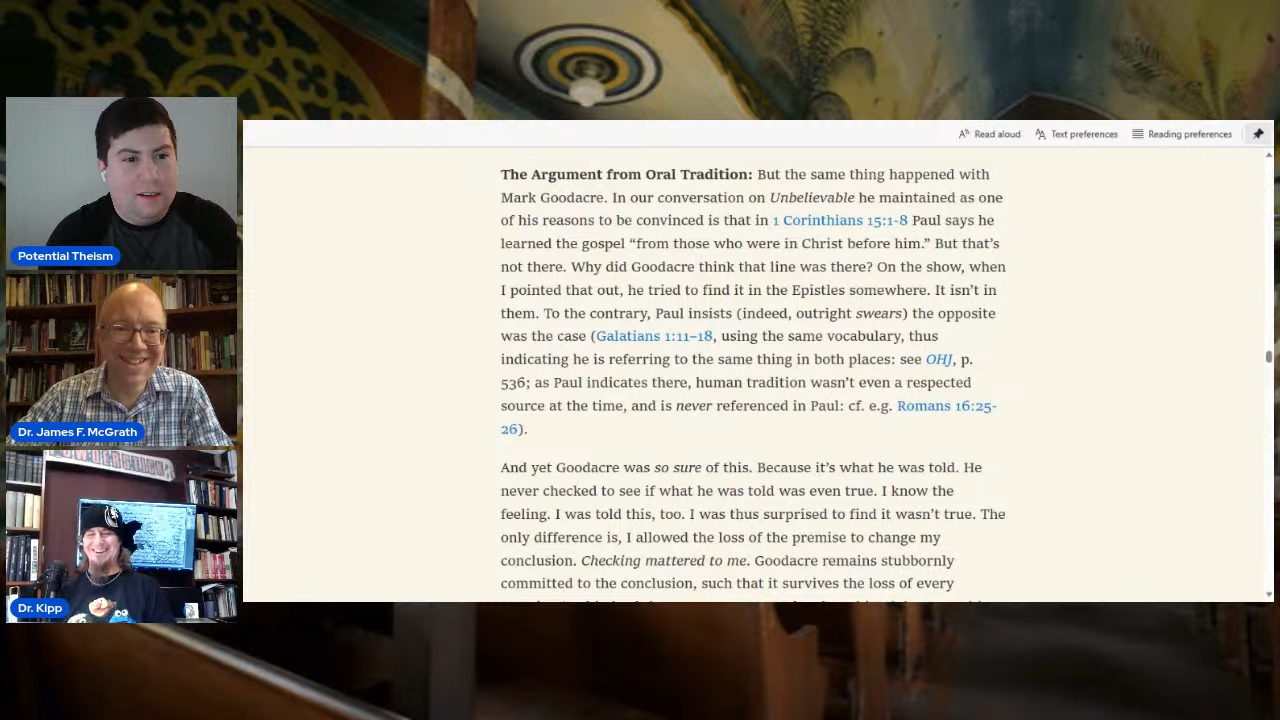 Read aloud
Text preferences
Reading preferences
The Argument from Oral Tradition: But the same thing happened with
Mark Goodacre. In our conversation on Unbelievable he maintained as one
of his reasons to be convinced is that in 1 Corinthians 15:1-8 Paul says he
learned the gospel “from those who were in Christ before him.” But that’s
not there. Why did Goodacre think that line was there? On the show, when
I pointed that out, he tried to find it in the Epistles somewhere. It isn’t in
them. To the contrary, Paul insists (indeed, outright swears) the opposite
was the case (Galatians 1:11–18, using the same vocabulary, thus
indicating he is referring to the same thing in both places: see OHJ, p.
536; as Paul indicates there, human tradition wasn’t even a respected
source at the time, and is never referenced in Paul: cf. e.g. Romans 16:25-
26).
And yet Goodacre was so sure of this. Because it’s what he was told. He
never checked to see if what he was told was even true. I know the
feeling. I was told this, too. I was thus surprised to find it wasn’t true. The
only difference is, I allowed the loss of the premise to change my
conclusion. Checking mattered to me. Goodacre remains stubbornly
committed to the conclusion, such that it survives the loss of every
Potential Theism
Dr. James F. McGrath
Dr. Kipp